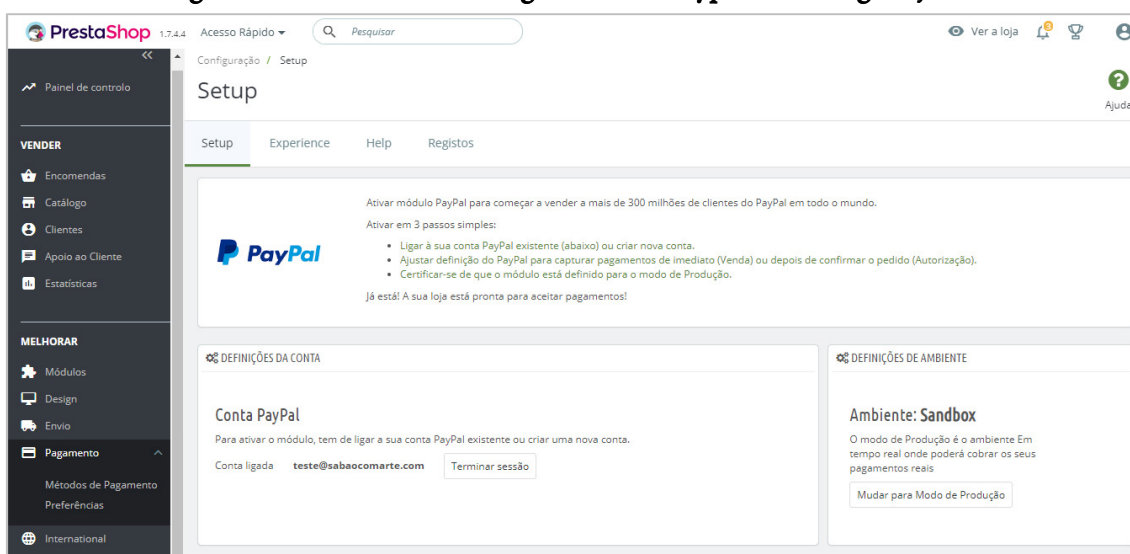 PrestaShop 1.7.4.4 Acesso Rápido Pesquisar Ver a loja 3
Painel de controlo
VENDER
Encomendas
Catálogo
Clientes
Apoio ao Cliente
Estatísticas
MELHORAR
Módulos
Design
Envio
Pagamento
Métodos de Pagamento
Preferências
International
Configuração / Setup
Setup
Ajuda
Setup Experience Help Registos
PayPal
Ativar módulo PayPal para começar a vender a mais de 300 milhões de clientes do PayPal em todo o mundo.
Ativar em 3 passos simples:
• Ligar à sua conta PayPal existente (abaixo) ou criar nova conta.
• Ajustar definição do PayPal para capturar pagamentos de imediato (Venda) ou depois de confirmar o pedido (Autorização).
• Certificar-se de que o módulo está definido para o modo de Produção.
Já está! A sua loja está pronta para aceitar pagamentos!
DEFINIÇÕES DA CONTA
Conta PayPal
Para ativar o módulo, tem de ligar a sua conta PayPal existente ou criar uma nova conta.
Conta ligada teste@sabaocomarte.com Terminar sessão
DEFINIÇÕES DE AMBIENTE
Ambiente: Sandbox
O modo de Produção é o ambiente Em
tempo real onde poderá cobrar os seus
pagamentos reais
Mudar para Modo de Produção